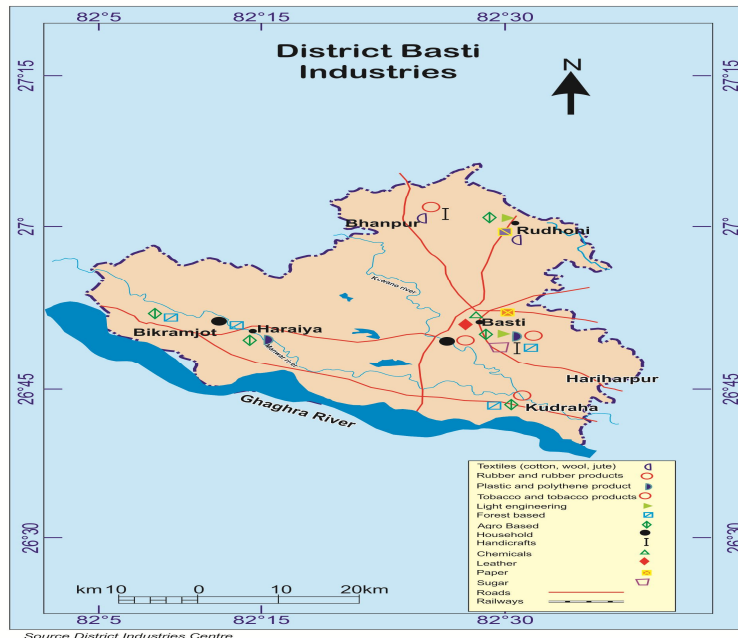 82°5 82°15 82°30
District Basti
Industries
N
27°15 27°15
27° 27°
26°45 26°45
26°30 26°30
Bhanpur
Rudhoni
Kuwano river
Basti
Bikramjot
Haraiya
Hariharpur
Ghaghra River
Kudraha
Textiles (cotton, wool, jute)
Rubber and rubber products
Plastic and polythene product
Tobacco and tobacco products
Light engineering
Forest based
Agro Based
Household
Handicrafts
Chemicals
Leather
Paper
Sugar
Roads
Railways
km 10 0 10 20km
82°5 82°15 82°30
Source District Industries Centre